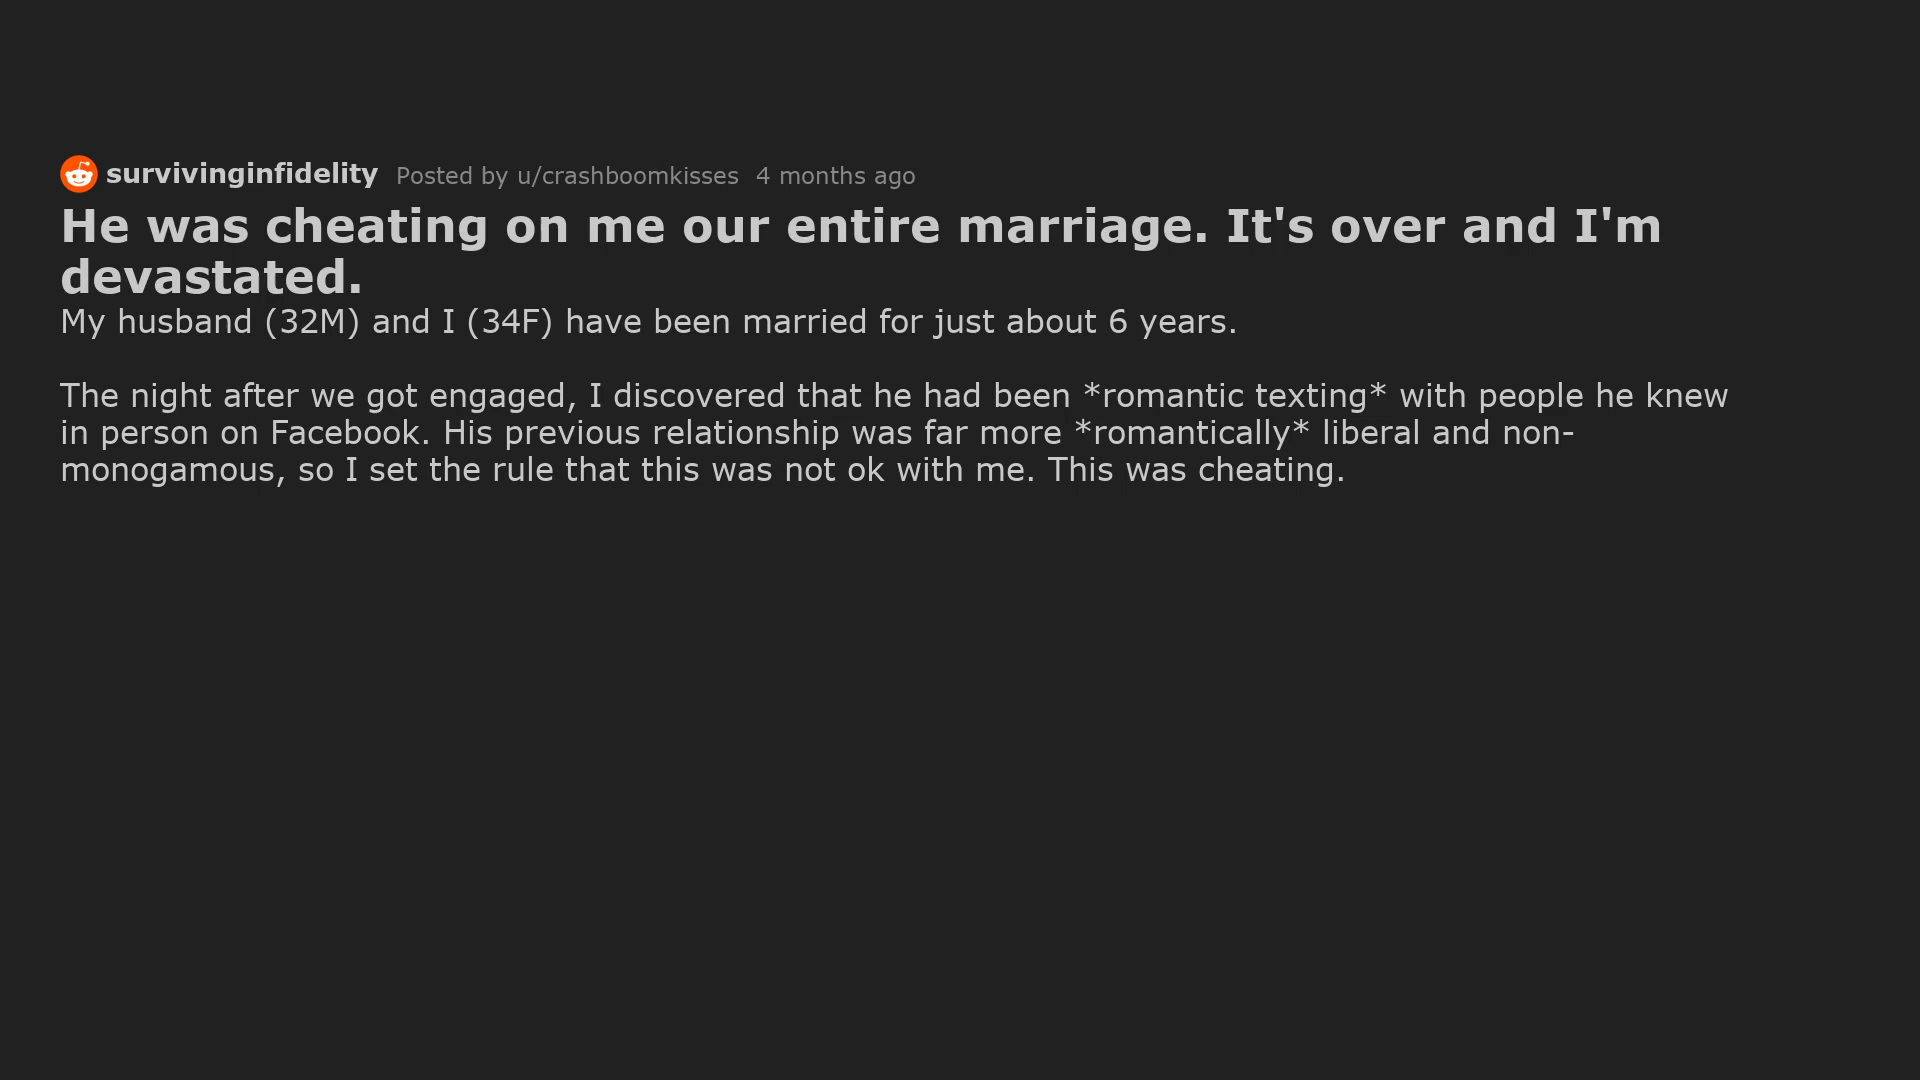 survivinginfidelity Posted by u/crashboomkisses 4 months ago
He was cheating on me our entire marriage. It's over and I'm
devastated.
My husband (32M) and I (34F) have been married for just about 6 years.
The night after we got engaged, I discovered that he had been *romantic texting* with people he knew
in person on Facebook. His previous relationship was far more *romantically* liberal and non-
monogamous, so I set the rule that this was not ok with me. This was cheating.